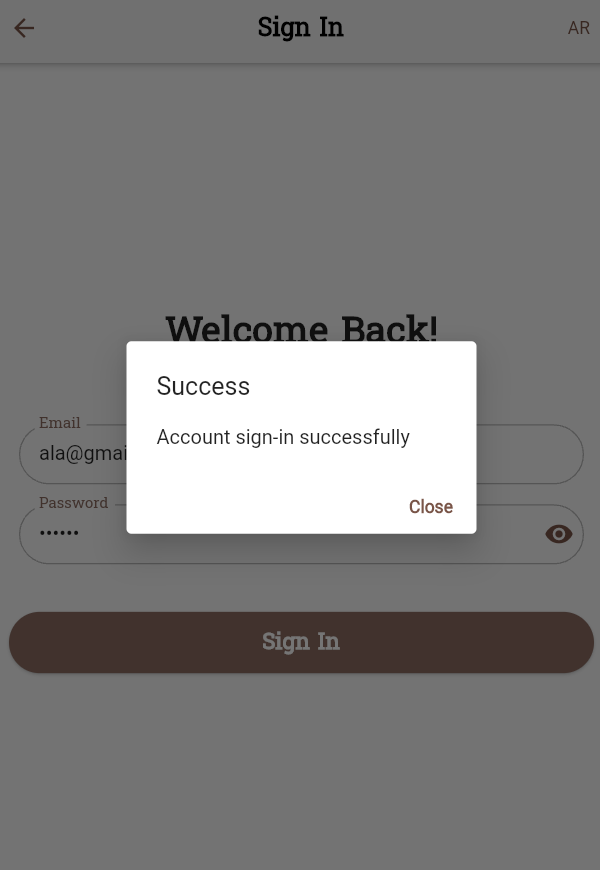 Sign In
AR
Welcome Back!
Success
Account sign-in successfully
Close
Email
ala@gmai
Password
••••••
Sign In